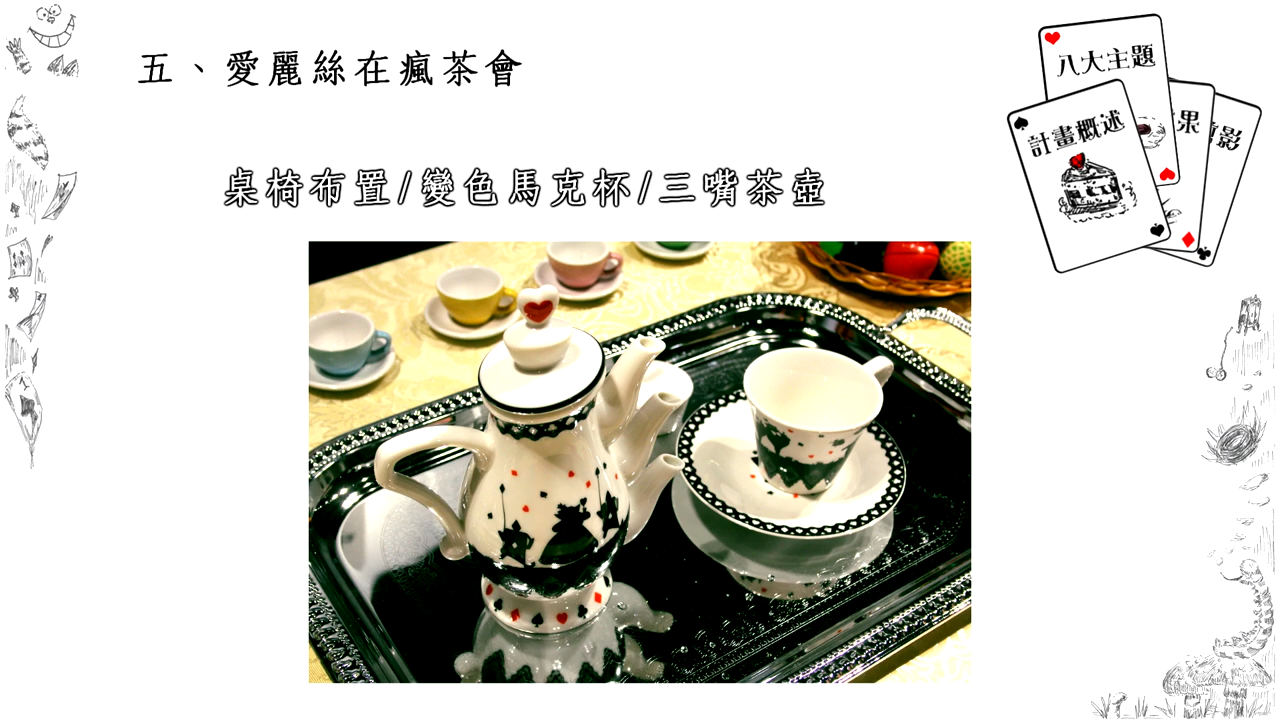 五、愛麗絲在瘋茶會
桌椅布置/變色馬克杯/三嘴茶壺
八大主題
計畫概述
果
影